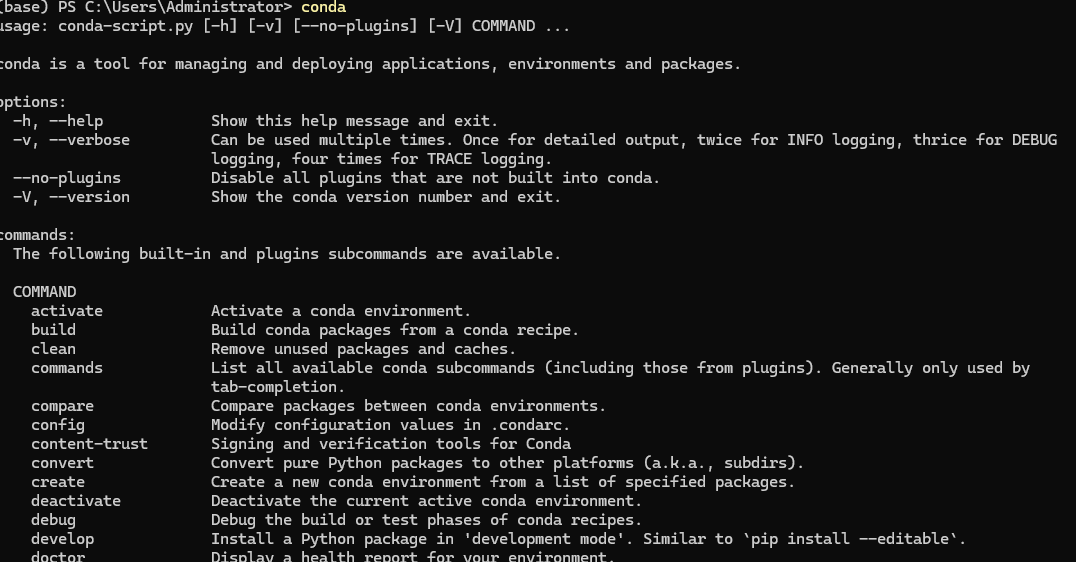 (base) PS C:\Users\Administrator> conda
usage: conda-script.py [-h] [-v] [--no-plugins] [-V] COMMAND ...
conda is a tool for managing and deploying applications, environments and packages.
options:
-h, --help Show this help message and exit.
-v, --verbose Can be used multiple times. Once for detailed output, twice for INFO logging, thrice for DEBUG
logging, four times for TRACE logging.
--no-plugins Disable all plugins that are not built into conda.
-V, --version Show the conda version number and exit.
commands:
The following built-in and plugins subcommands are available.
COMMAND
activate Activate a conda environment.
build Build conda packages from a conda recipe.
clean Remove unused packages and caches.
commands List all available conda subcommands (including those from plugins). Generally only used by
tab-completion.
compare Compare packages between conda environments.
config Modify configuration values in .condarc.
content-trust Signing and verification tools for Conda
convert Convert pure Python packages to other platforms (a.k.a., subdirs).
create Create a new conda environment from a list of specified packages.
deactivate Deactivate the current active conda environment.
debug Debug the build or test phases of conda recipes.
develop Install a Python package in 'development mode'. Similar to `pip install --editable`.
doctor Display a health report for your environment.